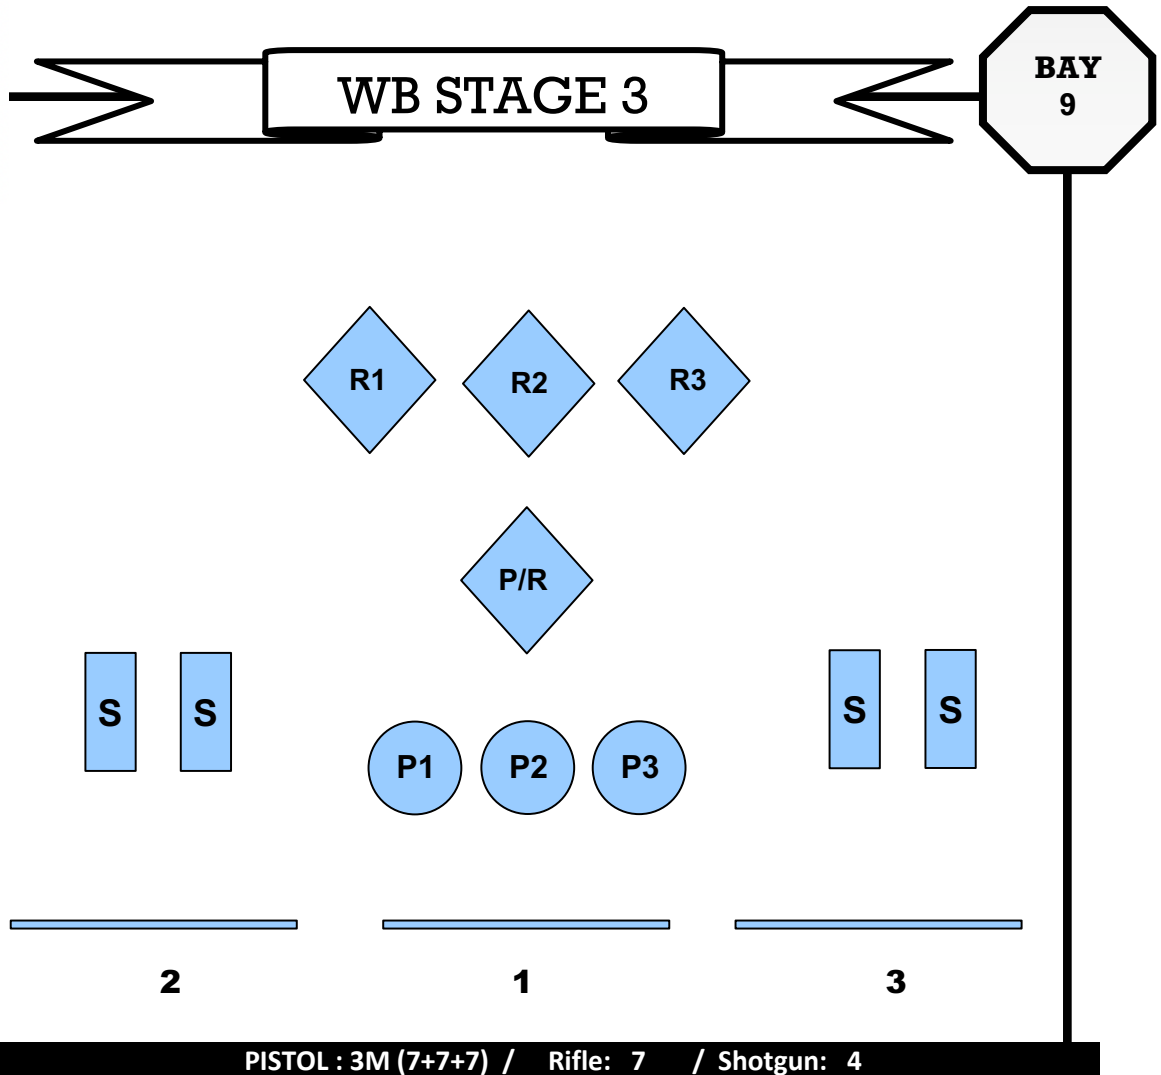 BAY
9
WB STAGE 3
R1 R2 R3
P/R
S S S S
P1 P2 P3
2 1 3
PISTOL : 3M (7+7+7) / Rifle: 7 / Shotgun: 4